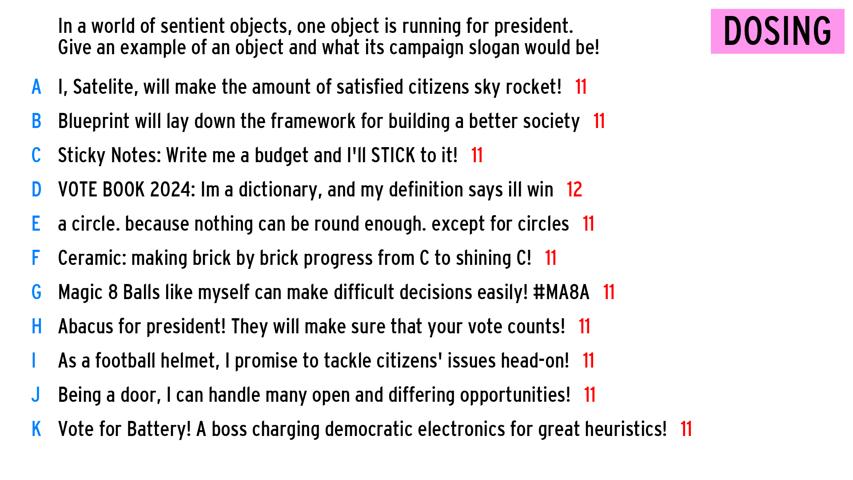 In a world of sentient objects, one object is running for president.
Give an example of an object and what its campaign slogan would be!
DOSING
A I, Satelite, will make the amount of satisfied citizens sky rocket! 11
B Blueprint will lay down the framework for building a better society 11
C Sticky Notes: Write me a budget and I'll STICK to it! 11
D VOTE BOOK 2024: Im a dictionary, and my definition says ill win 12
E a circle. because nothing can be round enough. except for circles 11
F Ceramic: making brick by brick progress from C to shining C! 11
G Magic 8 Balls like myself can make difficult decisions easily! #MA8A 11
H Abacus for president! They will make sure that your vote counts! 11
I As a football helmet, I promise to tackle citizens' issues head-on! 11
J Being a door, I can handle many open and differing opportunities! 11
K Vote for Battery! A boss charging democratic electronics for great heuristics! 11